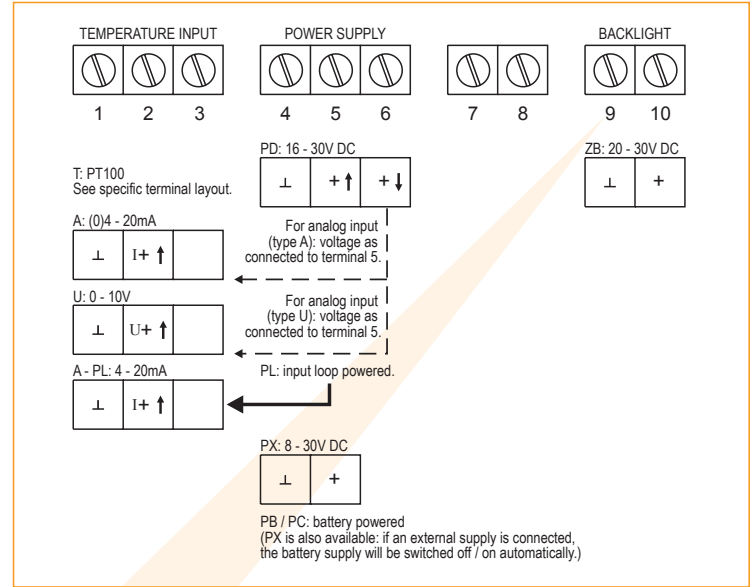 TEMPERATURE INPUT
POWER SUPPLY
BACKLIGHT
1 2 3
4 5 6
7 8
9 10
PD: 16 - 30V DC
⊥ +↑ +↓
ZB: 20 - 30V DC
⊥ +
T: PT100
See specific terminal layout.
A: (0)4 - 20mA
⊥ I+ ↑
For analog input
(type A): voltage as
connected to terminal 5.
U: 0 - 10V
⊥ U+ ↑
For analog input
(type U): voltage as
connected to terminal 5.
A - PL: 4 - 20mA
⊥ I+ ↑
PL: input loop powered.
PX: 8 - 30V DC
⊥ +
PB / PC: battery powered
(PX is also available: if an external supply is connected,
the battery supply will be switched off / on automatically.)